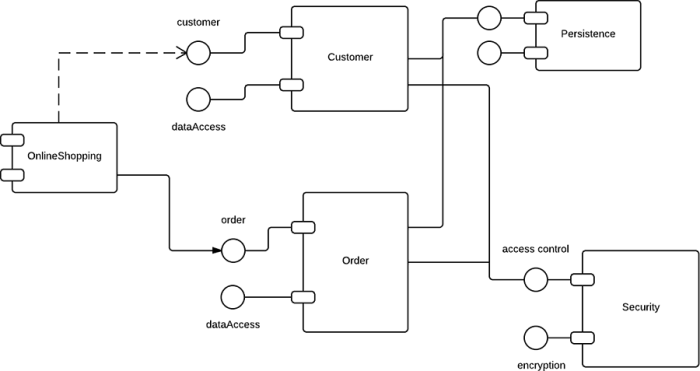 customer
Customer
Persistence
dataAccess
OnlineShopping
order
access control
Order
Security
dataAccess
encryption